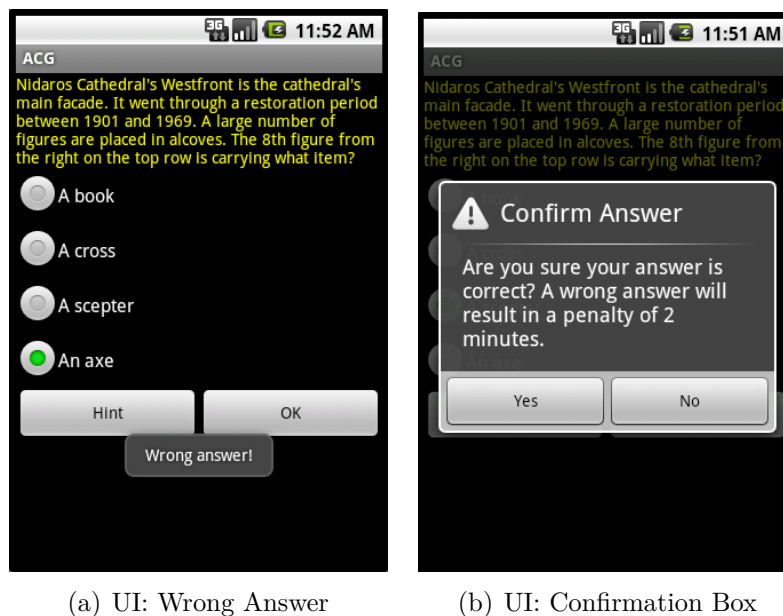 3G 11:52 AM
ACG
Nidaros Cathedral's Westfront is the cathedral's
main facade. It went through a restoration period
between 1901 and 1969. A large number of
figures are placed in alcoves. The 8th figure from
the right on the top row is carrying what item?
A book
A cross
A scepter
An axe
Hint OK
Wrong answer!
(a) UI: Wrong Answer
3G 11:51 AM
ACG
Nidaros Cathedral's Westfront is the cathedral's
main facade. It went through a restoration period
between 1901 and 1969. A large number of
figures are placed in alcoves. The 8th figure from
the right on the top row is carrying what item?
A book
Confirm Answer
A cross
Are you sure your answer is
correct? A wrong answer will
result in a penalty of 2
minutes.
An axe
Yes No
(b) UI: Confirmation Box